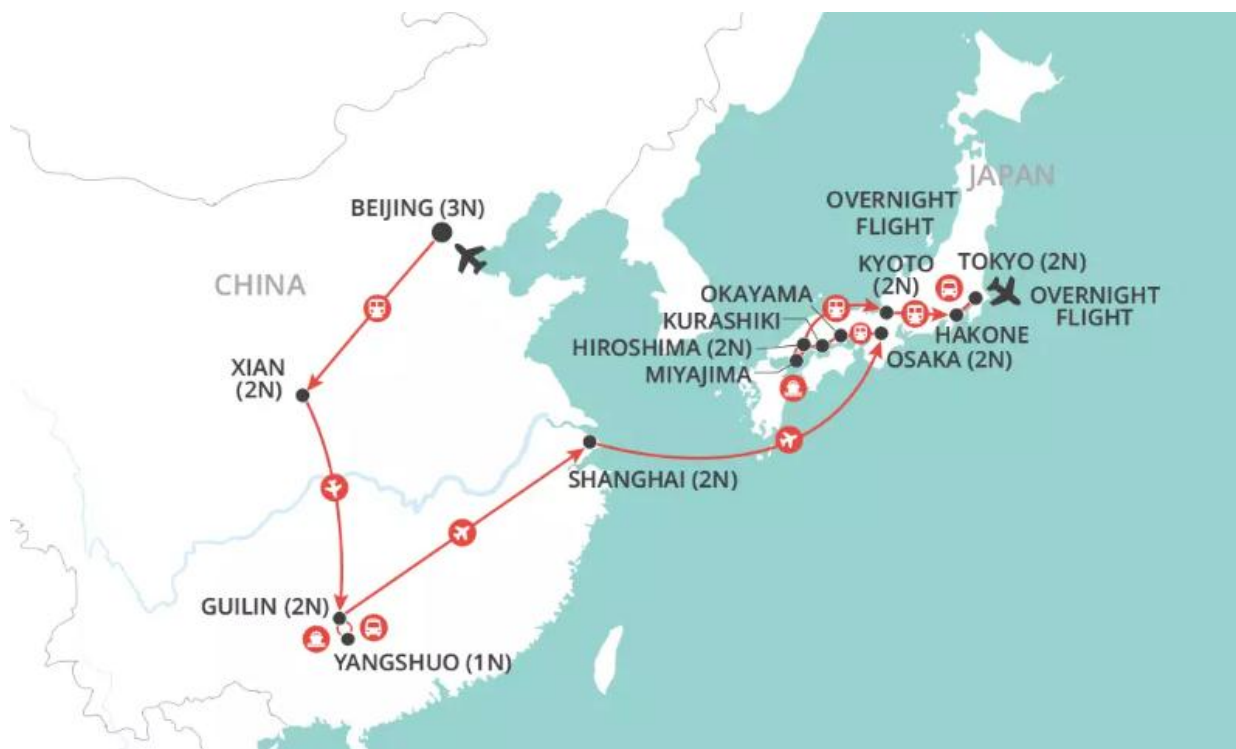 BEIJING (3N)
CHINA
XIAN
(2N)
GUILIN (2N)
YANGSHUO (1N)
SHANGHAI (2N)
JAPAN
OVERNIGHT
FLIGHT
KYOTO
(2N)
TOKYO (2N)
OVERNIGHT
FLIGHT
OKAYAMA
KURASHIKI
HIROSHIMA (2N)
MIYAJIMA
HAKONE
OSAKA (2N)